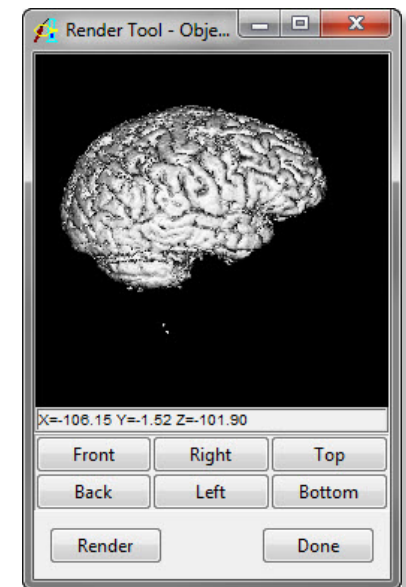 Render Tool - Obje...
X=-106.15 Y=-1.52 Z=-101.90
Front Right Top
Back Left Bottom
Render Done